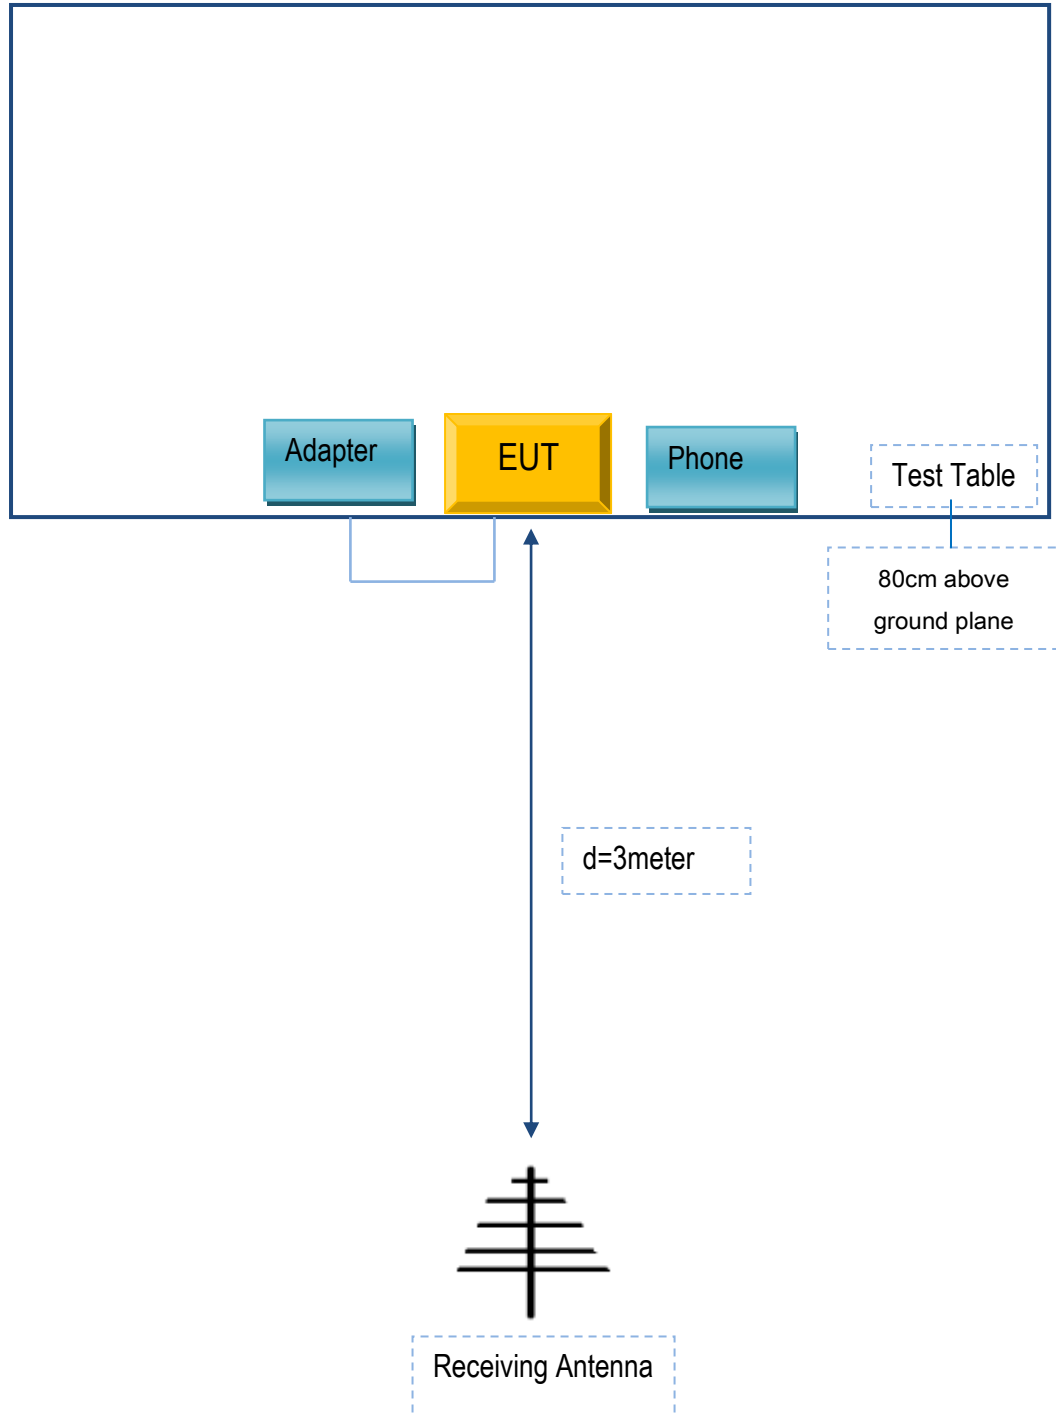 Adapter
EUT
Phone
Test Table
80cm above
ground plane
d=3meter
Receiving Antenna